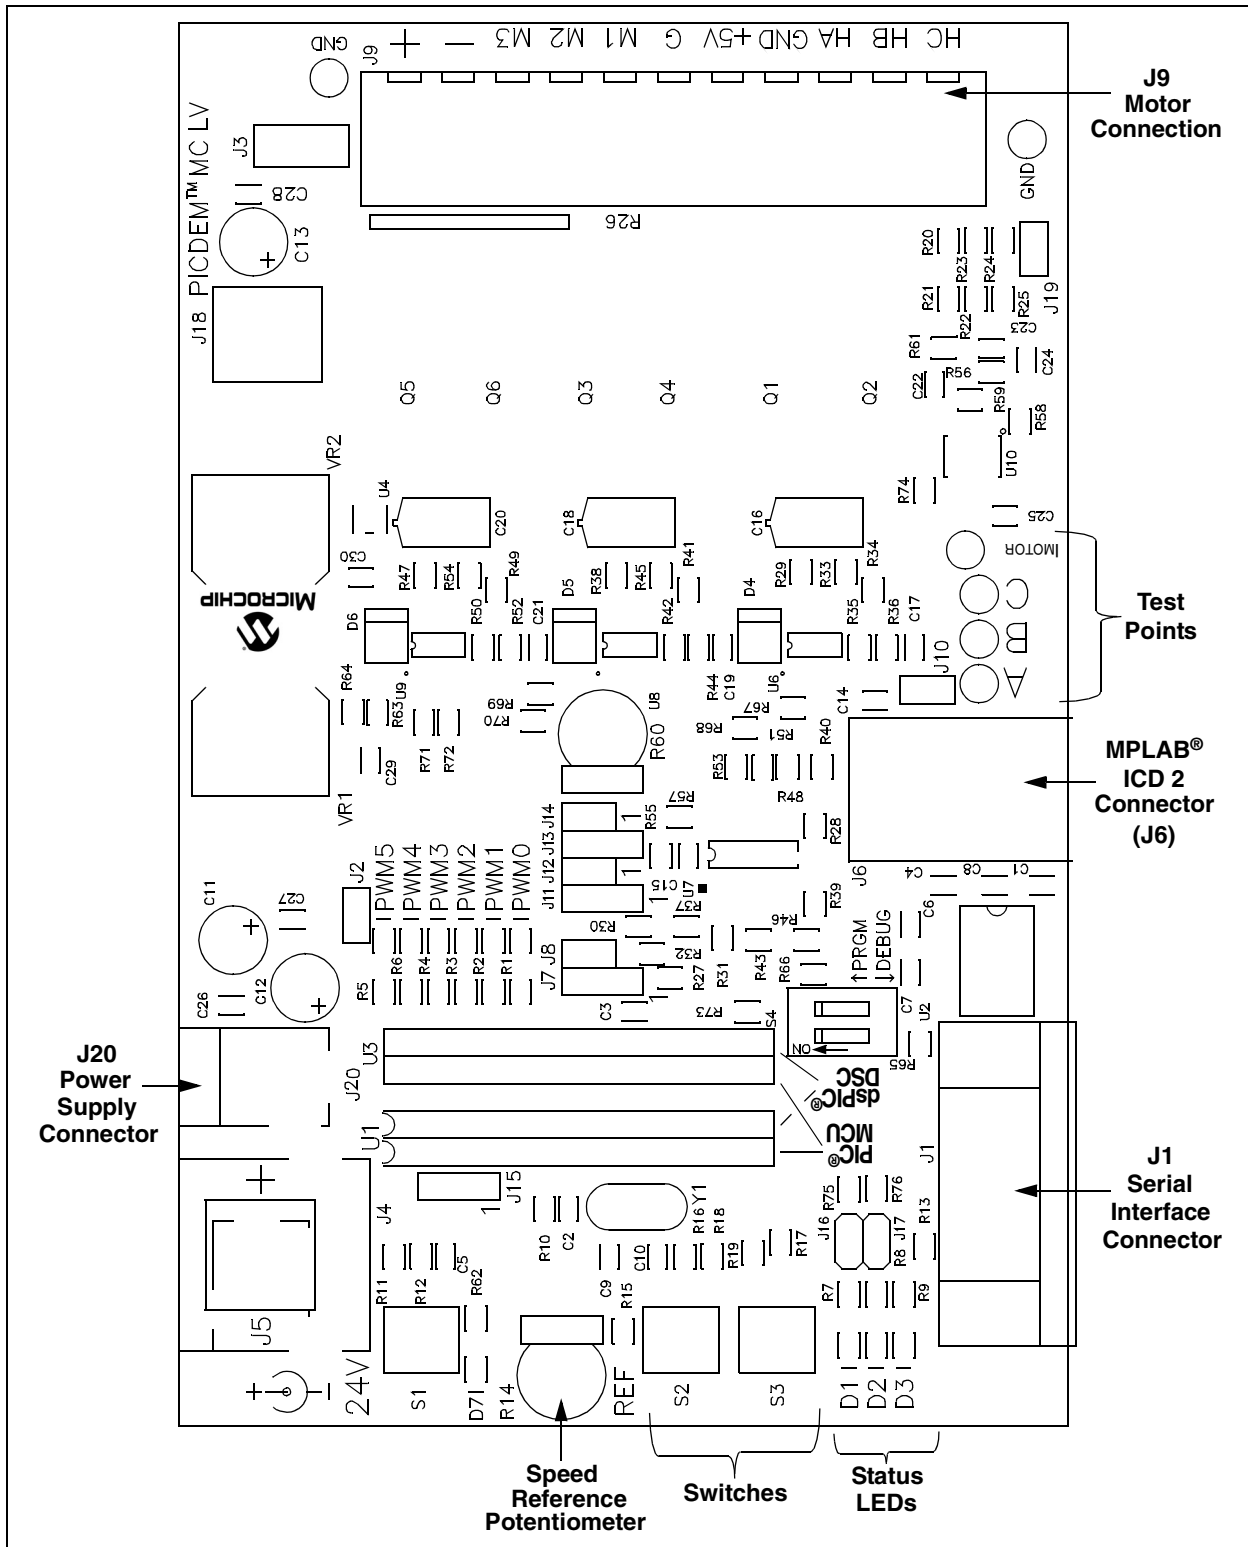 GND
J9
+
−
M3
M2
M1
G
+5V
GND
HA
HB
HC
J9
Motor
Connection
PICDEM™ MC LV
J3
C28
C13
R26
GND
R20
R23
R24
J19
R21
R22
R25
J18
C23
R61
R56
C24
C22
R59
R58
Q5
Q6
Q3
Q4
Q1
Q2
VR2
U10
R74
U4
C20
C18
C16
C25
IMOTOR
C30
R47
R54
R49
D5
R38
R45
R41
D4
R29
R33
R34
C
MICROCHIP
D6
R50
R52
C21
R42
R35
R36
C17
B
Test
Points
J10
A
R64
U9
R63
R69
R70
U8
R44
C19
U6
R67
C14
R68
R51
R40
R71
R72
R60
C29
R53
R48
MPLAB®
ICD 2
Connector
(J6)
VR1
J14
J13
J12
J11
1
1
1
R55
R57
R28
J6
C4
C8
C1
C15
U7
J2
PWM5
PWM4
PWM3
PWM2
PWM1
PWM0
C11
C27
R30
R37
R39
R46
C6
↑PRGM
↓DEBUG
C12
R6
R4
R3
R2
R1
J8
J7
1
R32
R27
R31
R43
R66
R5
C26
C3
R73
S4
C7
U2
ON
R65
J20
Power
Supply
Connector
J20
U3
dsPIC®
DSC
U1
PIC®
MCU
J1
J1
Serial
Interface
Connector
+
J4
J15
1
R10
C2
Y1
R16
R18
R75
R76
R13
J16
J17
R8
R11
R12
C5
R62
C9
R15
C10
R19
R17
R7
R9
J5
+
−
24V
S1
D7
R14
REF
S2
S3
D1
D2
D3
Speed
Reference
Potentiometer
Switches
Status
LEDs